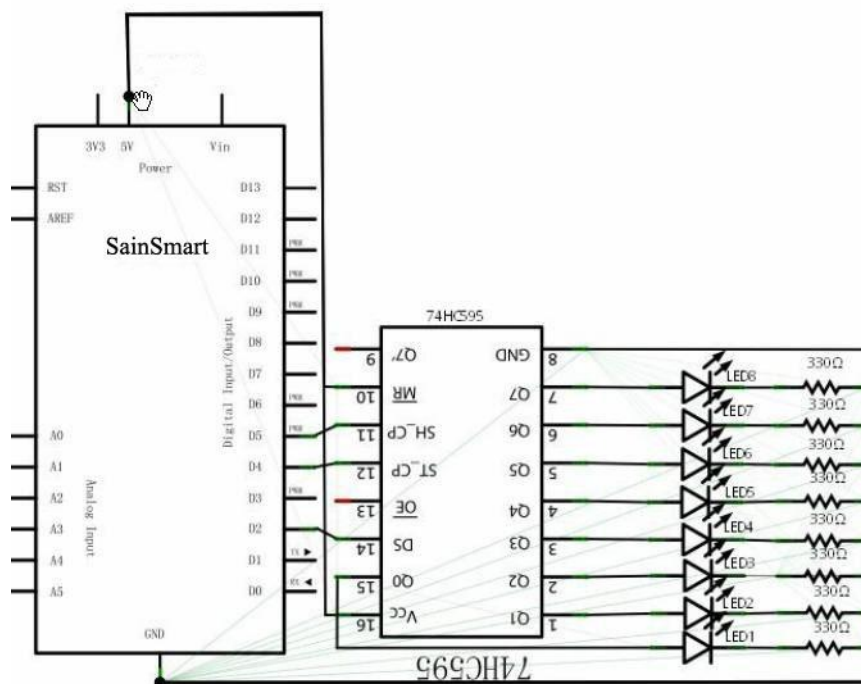 3V3 5V Vin
Power
RST D13
AREF D12
SainSmart
PWM D11
PWM D10
PWM D9
D8
D7
PWM D6
A0 PWM D5
A1 D4
A2 PWM D3
A3 D2
A4 D1 TX
A5 D0 RX
Digital Input/Output
Analog Input
GND
74HC595
9 Q7' GND 8
10 MR Q7 7
11 SH_CP Q6 6
12 ST_CP Q5 5
13 OE Q4 4
14 DS Q3 3
15 Q0 Q2 2
16 Vcc Q1 1
74HC595
LED8 330Ω
LED7 330Ω
LED6 330Ω
LED5 330Ω
LED4 330Ω
LED3 330Ω
LED2 330Ω
LED1 330Ω